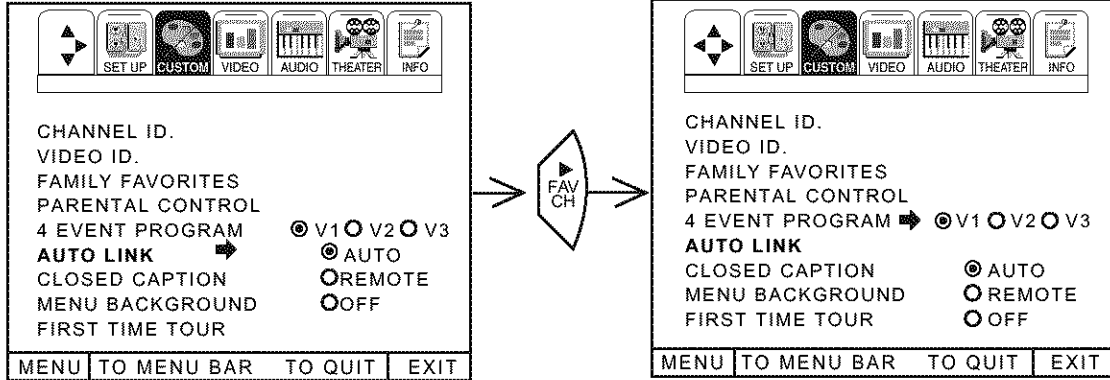 SET UP CUSTOM VIDEO AUDIO THEATER INFO
CHANNEL ID.
VIDEO ID.
FAMILY FAVORITES
PARENTAL CONTROL
4 EVENT PROGRAM V1 V2 V3
AUTO LINK AUTO
CLOSED CAPTION REMOTE
MENU BACKGROUND OFF
FIRST TIME TOUR
MENU TO MENU BAR TO QUIT EXIT
FAV
CH
SET UP CUSTOM VIDEO AUDIO THEATER INFO
CHANNEL ID.
VIDEO ID.
FAMILY FAVORITES
PARENTAL CONTROL
4 EVENT PROGRAM V1 V2 V3
AUTO LINK
CLOSED CAPTION AUTO
MENU BACKGROUND REMOTE
FIRST TIME TOUR OFF
MENU TO MENU BAR TO QUIT EXIT